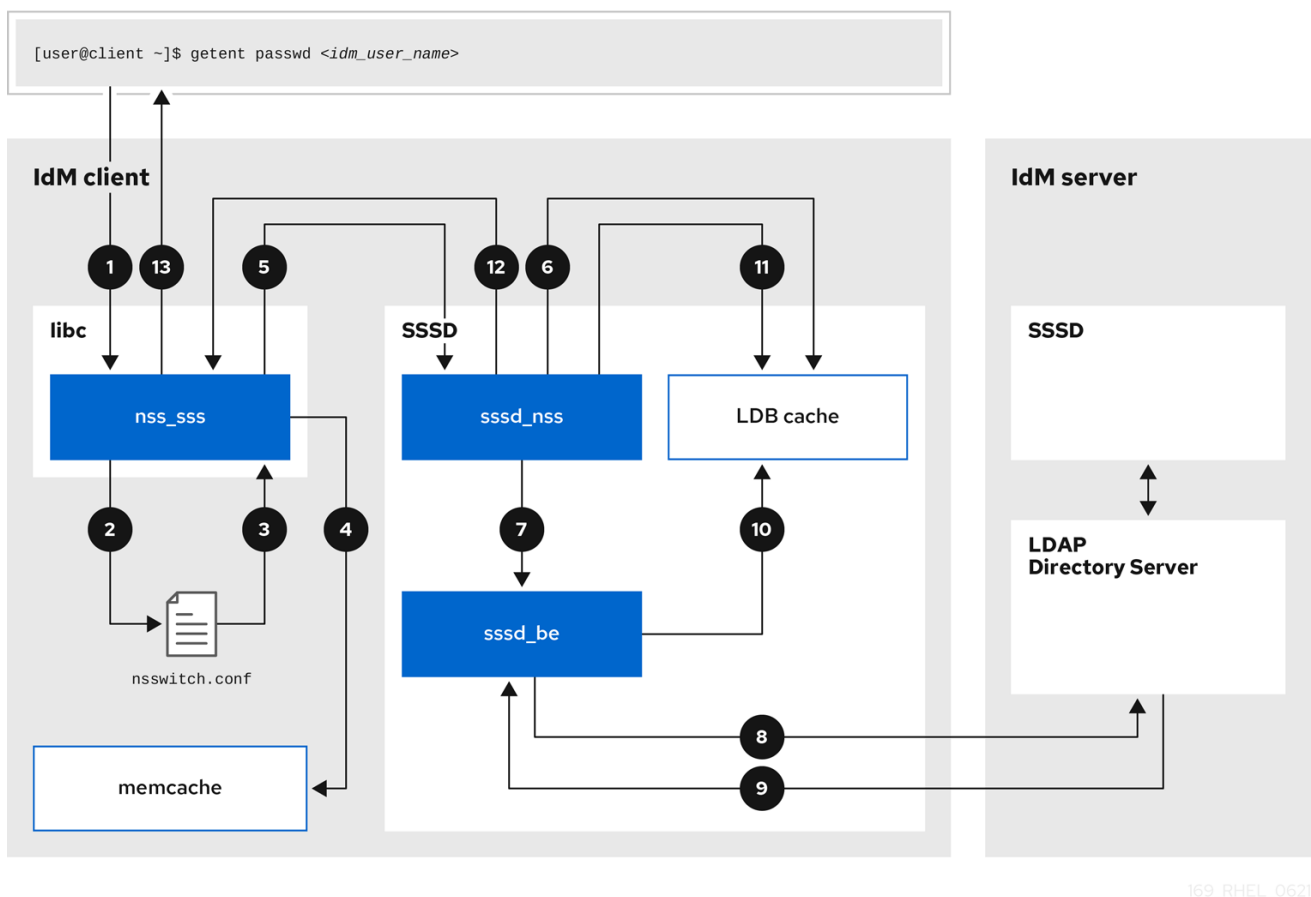 [user@client ~]$ getent passwd <idm_user_name>
IdM client
IdM server
1
13
5
12
6
11
libc
SSSD
SSSD
nss_sss
sssd_nss
LDB cache
2
3
4
7
10
LDAP
Directory Server
sssd_be
nsswitch.conf
8
memcache
9
169_RHEL_0621